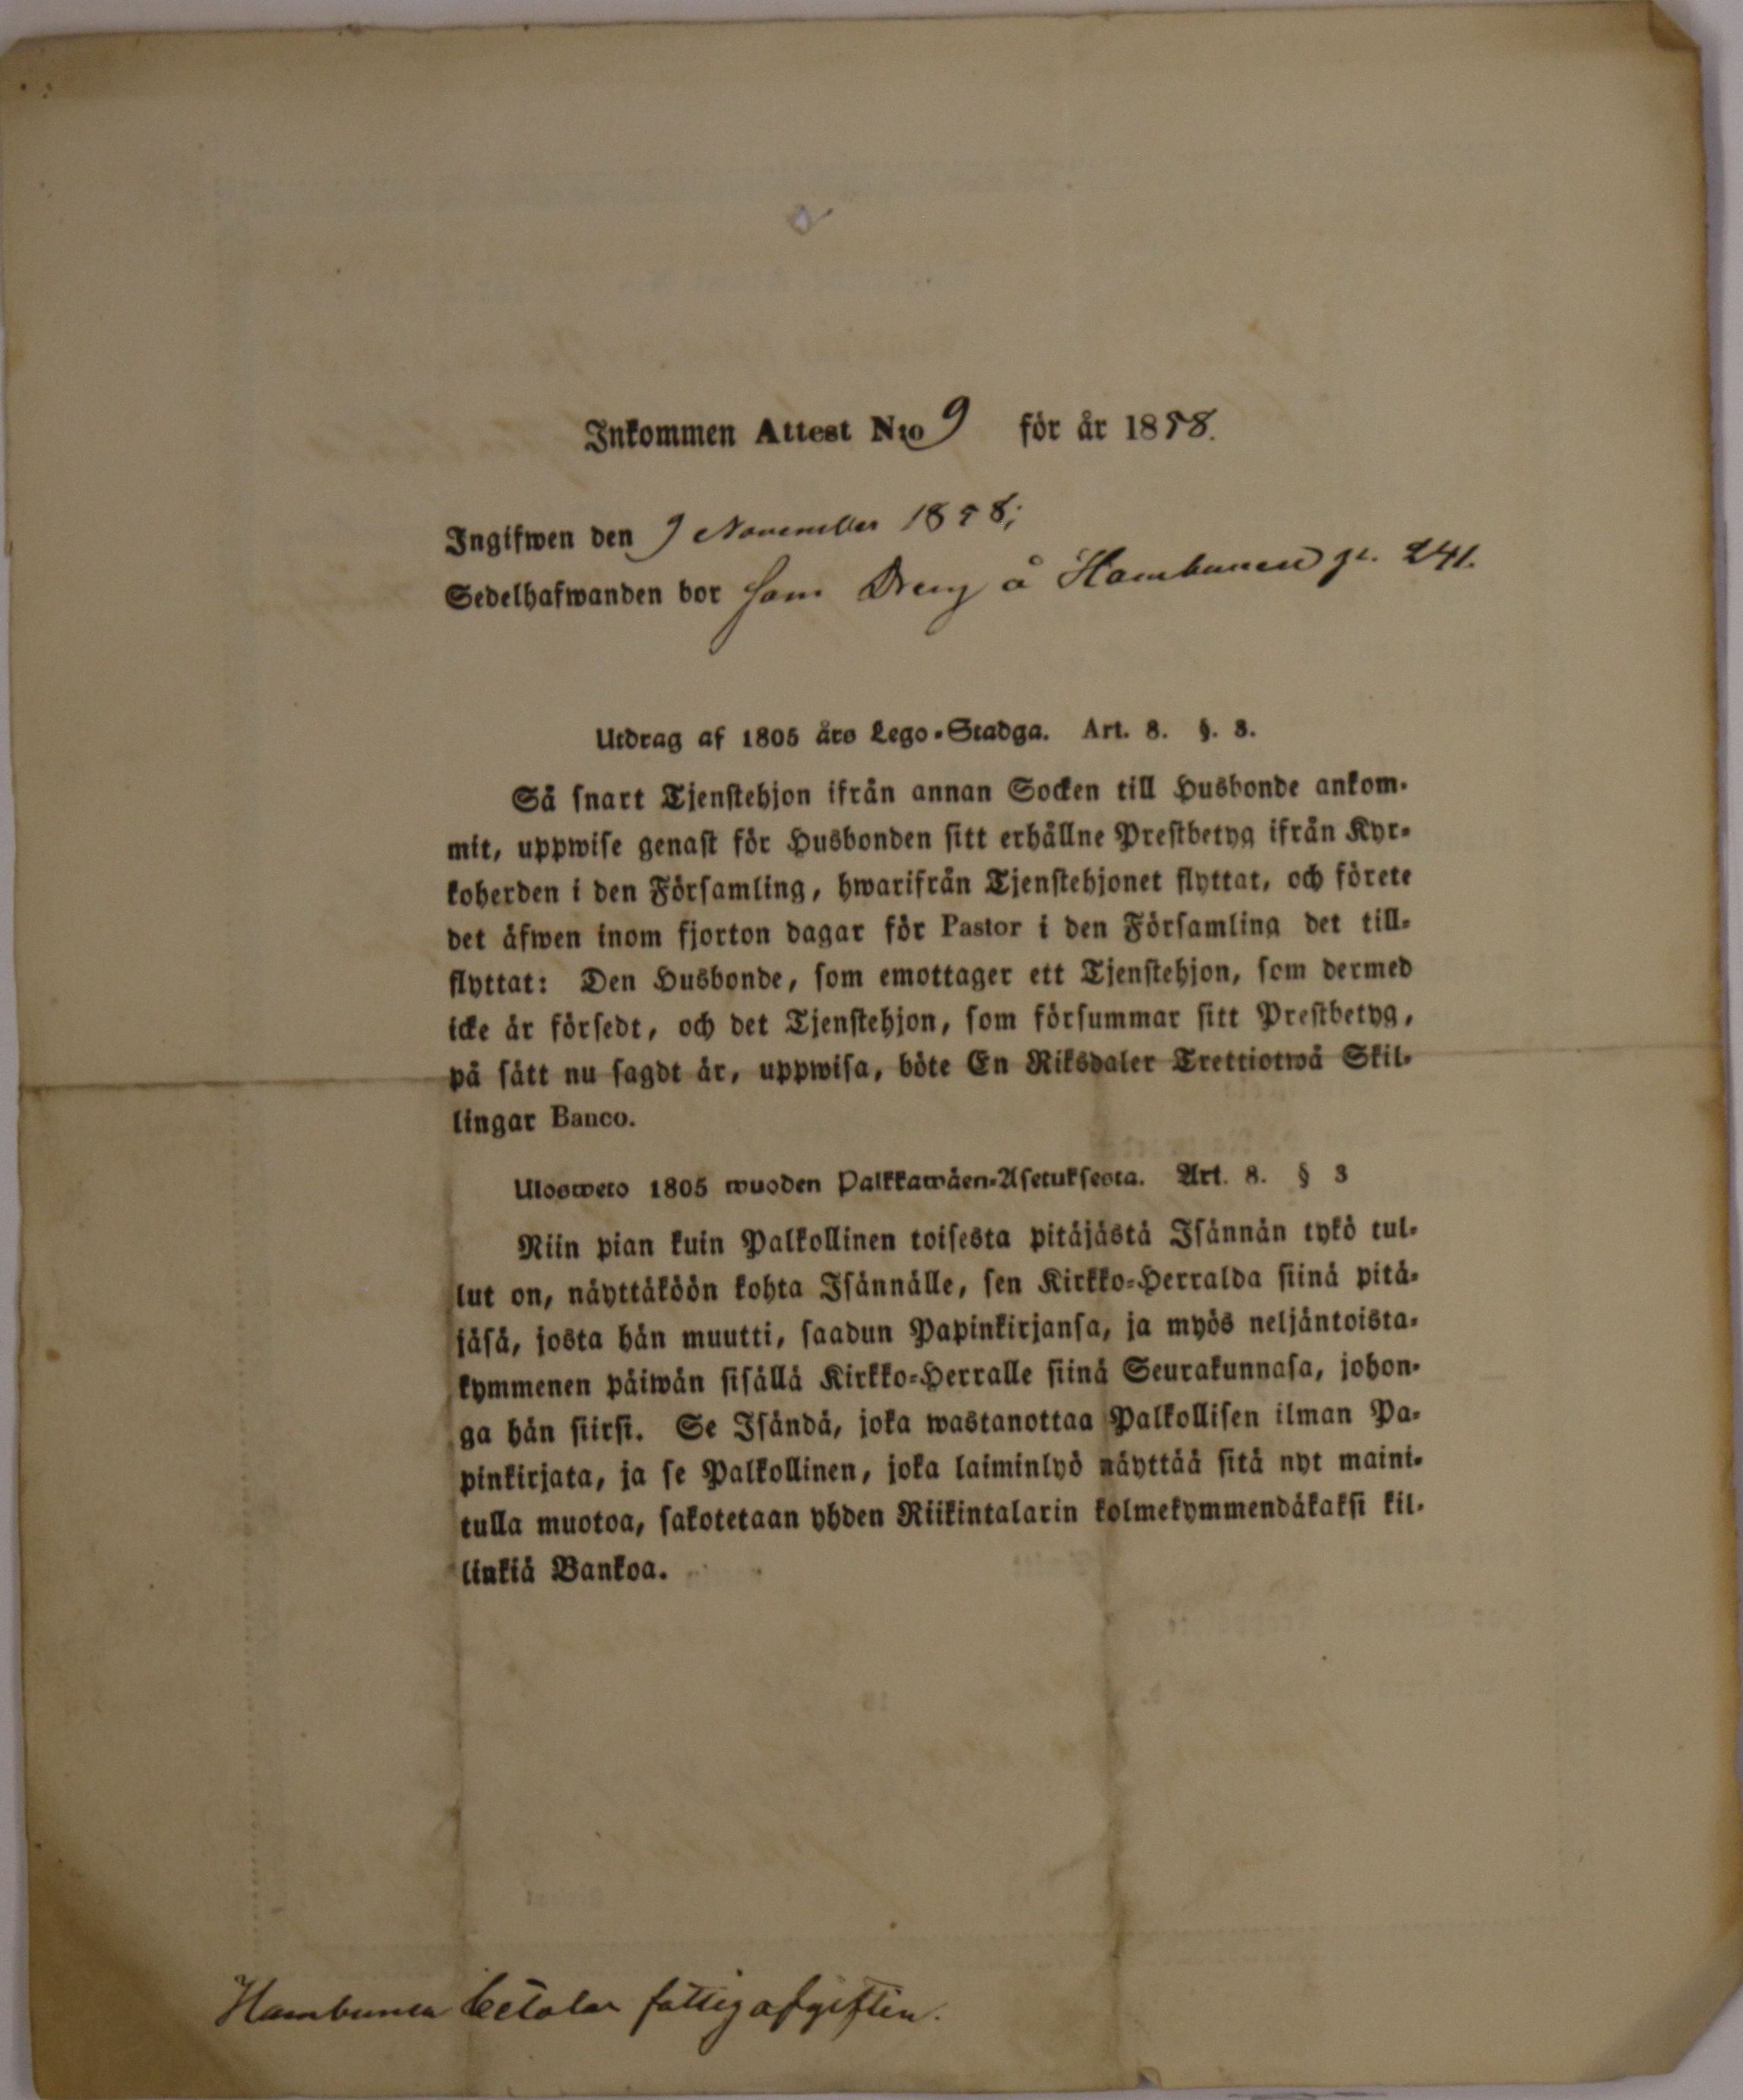 Inkommen Attest N:o 9 för år 1858.
Ingifwen den 9 November 1858;
Sedelhafwanden bor som Dreng å Hambunen p. 241.
Utdrag af 1805 års Lego-Stadga. Art. 8. §. 3.
Så snart Tjenstehjon ifrån annan Socken till Husbonde ankom-
mit, uppwise genast för Husbonden sitt erhållne Prestbetyg ifrån Kyr-
koherden i den Församling, hwarifrån Tjenstehjonet flyttat, och förete
det äfwen inom fjorton dagar för Pastor i den Församling det till-
flyttat: Den Husbonde, som emottager ett Tjenstehjon, som dermed
icke är försedt, och det Tjenstehjon, som försummar sitt Prestbetyg,
på sätt nu sagdt är, uppwisa, böte En Riksdaler Trettiotwå Skil-
lingar Banco.
Ulosweto 1805 wuoden Palkkawäen-Asetuksesta. Art. 8. § 3
Niin pian kuin Palkollinen toisesta pitäjästä Isännän tykö tul-
lut on, näyttäköön kohta Isännälle, sen Kirkko-Herralda siinä pitä-
jäsä, josta hän muutti, saadun Papinkirjansa, ja myös neljäntoista-
kymmenen päiwän sisällä Kirkko-Herralle siinä Seurakunnasa, johon-
ga hän siirsi. Se Isändä, joka wastanottaa Palkollisen ilman Pa-
pinkirjata, ja se Palkollinen, joka laiminlyö näyttää sitä nyt maini-
tulla muotoa, sakotetaan yhden Riikintalarin kolmekymmendäkaksi kil-
linkiä Bankoa.
Hambunen betalar fattigafgiften.